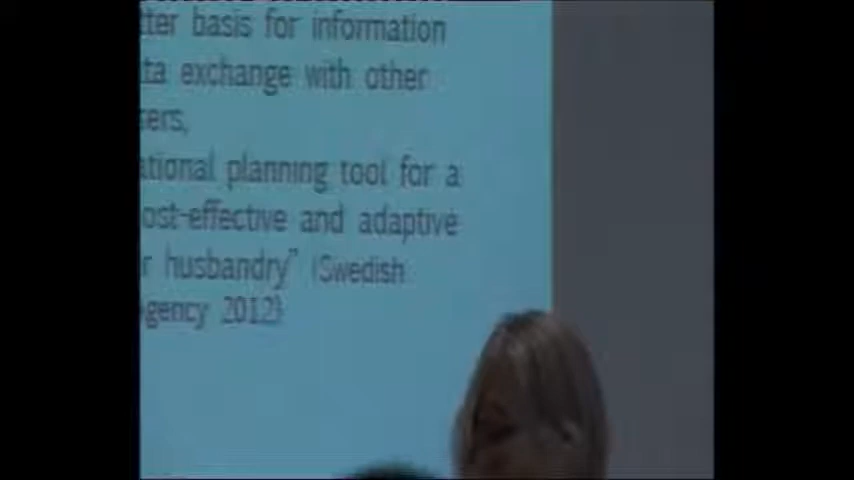 tter basis for information
ta exchange with other
sers,
ational planning tool for a
ost-effective and adaptive
r husbandry” (Swedish
gency 2012)